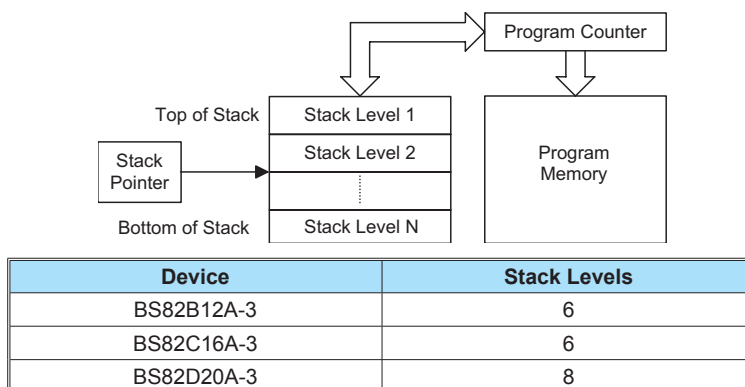 Program Counter
Top of Stack
Stack Level 1
Stack Level 2
Stack
Pointer
Program
Memory
Bottom of Stack
Stack Level N
Device Stack Levels
BS82B12A-3 6
BS82C16A-3 6
BS82D20A-3 8